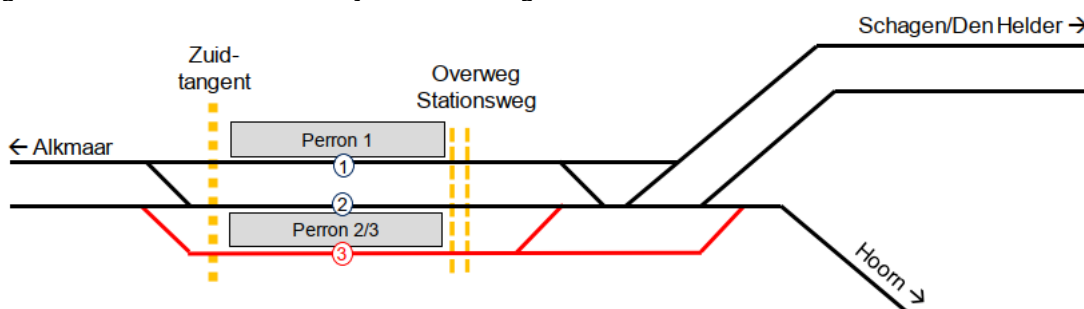 Schagen/Den Helder →
Zuid-
tangent
Overweg
Stationsweg
Perron 1
← Alkmaar
1
2
Perron 2/3
3
Hoorn →